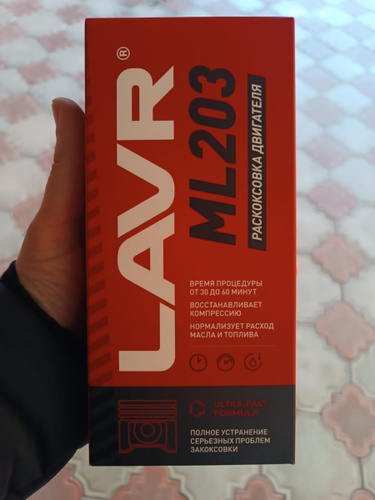 LAVR®
ML203
РАСКОКСОВКА ДВИГАТЕЛЯ
ВРЕМЯ ПРОЦЕДУРЫ
ОТ 30 ДО 60 МИНУТ
ВОССТАНАВЛИВАЕТ
КОМПРЕССИЮ
НОРМАЛИЗУЕТ РАСХОД
МАСЛА И ТОПЛИВА
ULTRA-FAST
FORMULA
ПОЛНОЕ УСТРАНЕНИЕ
СЕРЬЕЗНЫХ ПРОБЛЕМ
ЗАКОКСОВКИ